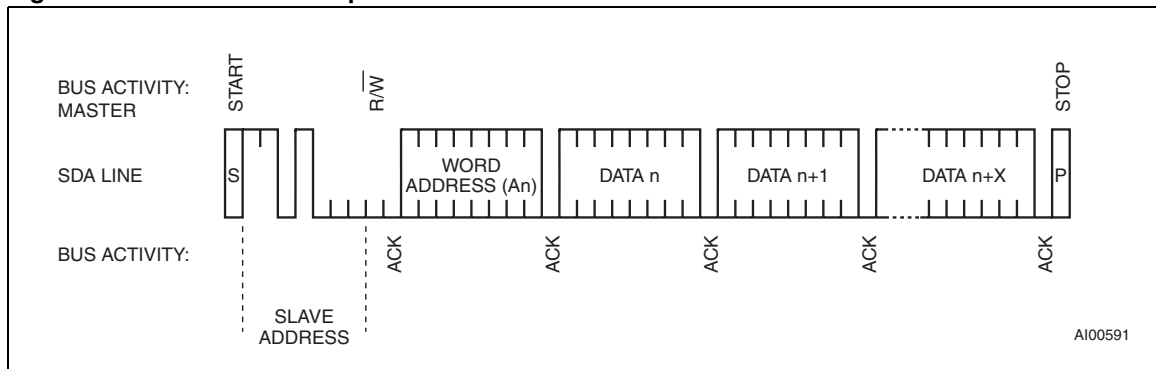 BUS ACTIVITY:
MASTER
START
R/W
STOP
SDA LINE
S
WORD
ADDRESS (An)
DATA n
DATA n+1
DATA n+X
P
BUS ACTIVITY:
ACK
ACK
ACK
ACK
ACK
SLAVE
ADDRESS
AI00591